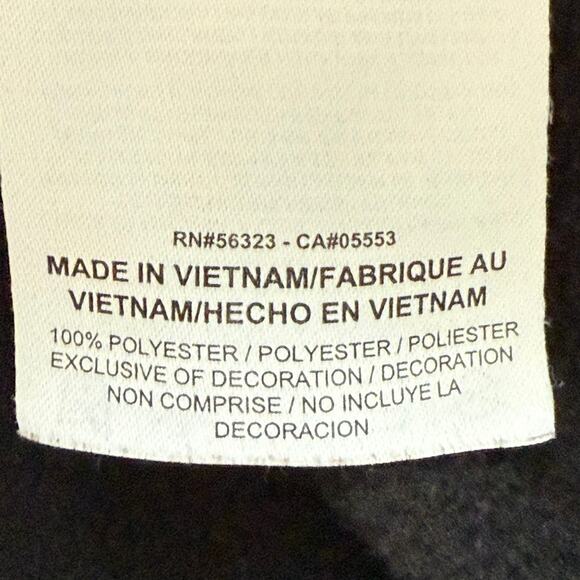 RN#56323 - CA#05553
MADE IN VIETNAM/FABRIQUE AU
VIETNAM/HECHO EN VIETNAM
100% POLYESTER / POLYESTER / POLIESTER
EXCLUSIVE OF DECORATION / DECORATION
NON COMPRISE / NO INCLUYE LA
DECORACION